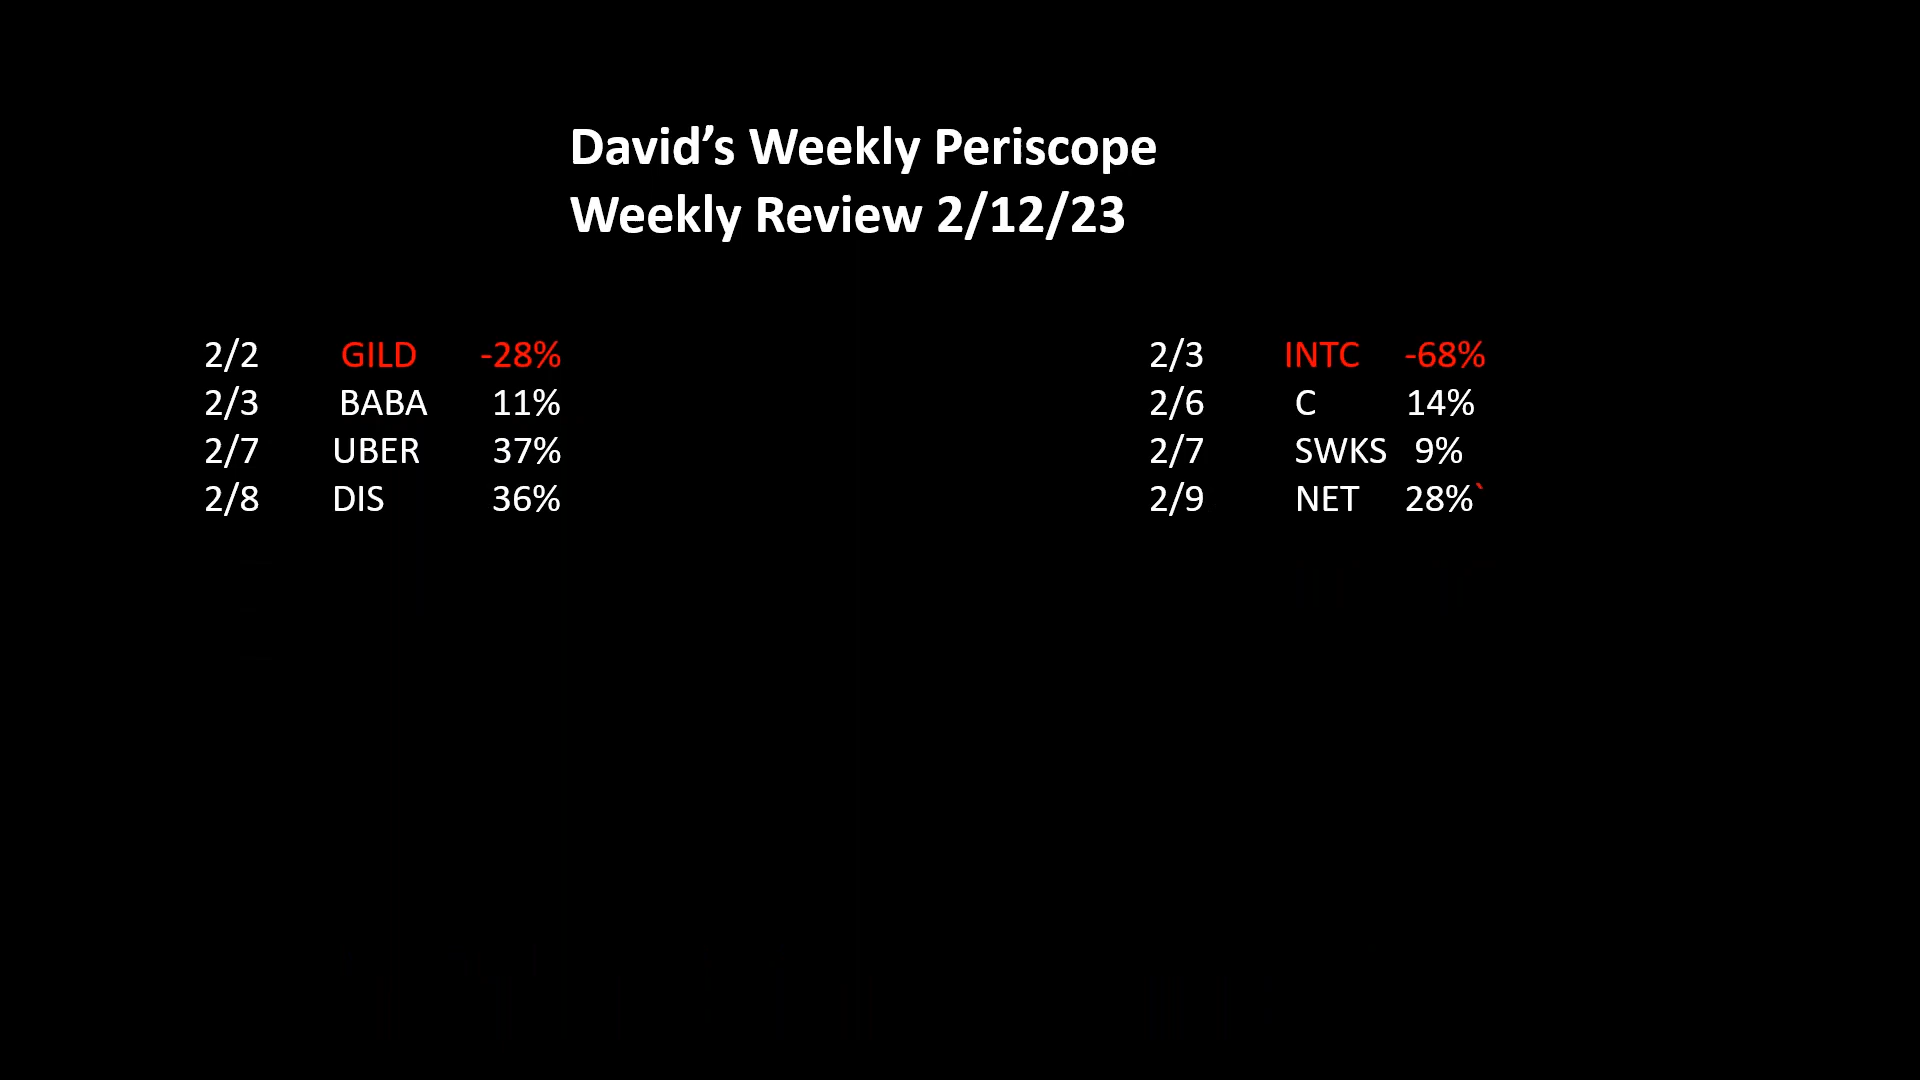 David’s Weekly Periscope
Weekly Review 2/12/23
2/2 GILD -28%
2/3 BABA 11%
2/7 UBER 37%
2/8 DIS 36%
2/3 INTC -68%
2/6 C 14%
2/7 SWKS 9%
2/9 NET 28%`